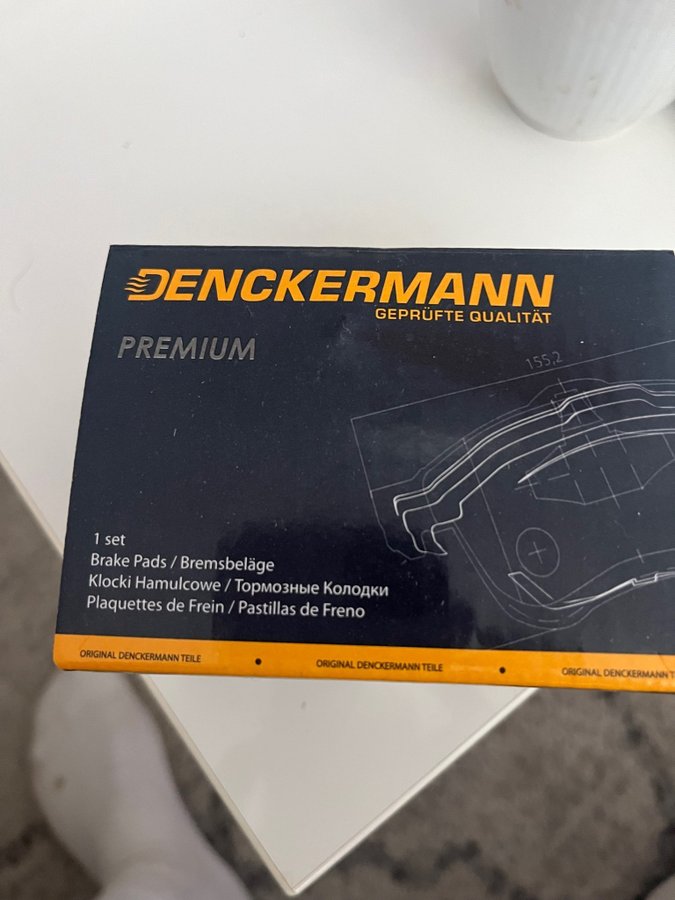 DENCKERMANN
GEPRÜFTE QUALITÄT
PREMIUM
155,2
1 set
Brake Pads / Bremsbeläge
Klocki Hamulcowe / Тормозные Колодки
Plaquettes de Frein / Pastillas de Freno
ORIGINAL DENCKERMANN TEILE • ORIGINAL DENCKERMANN TEILE • ORIGINAL DENCKERMANN T